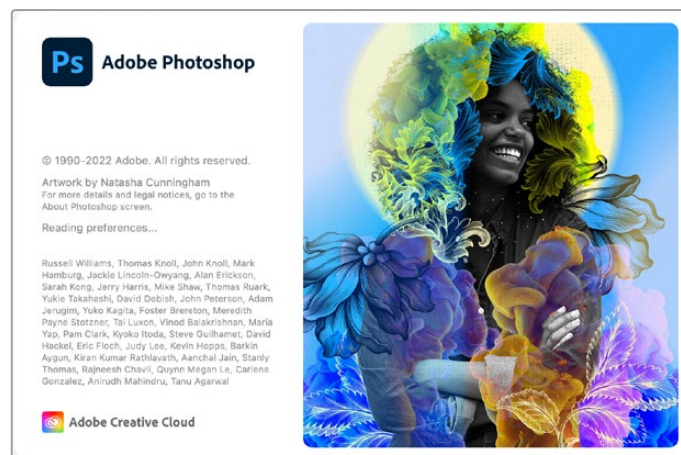 Ps Adobe Photoshop
© 1990-2022 Adobe. All rights reserved.
Artwork by Natasha Cunningham
For more details and legal notices, go to the
About Photoshop screen.
Reading preferences...
Russell Williams, Thomas Knoll, John Knoll, Mark
Hamburg, Jackie Lincoln-Owyang, Alan Erickson,
Sarah Kong, Jerry Harris, Mike Shaw, Thomas Ruark,
Yukie Takahashi, David Dobish, John Peterson, Adam
Jerugim, Yuko Kagita, Foster Brereton, Meredith
Payne Stotzner, Tai Luxon, Vinod Balakrishnan, Maria
Yap, Pam Clark, Kyoko Itoda, Steve Guilhamet, David
Hackel, Eric Floch, Judy Lee, Kevin Hopps, Barkin
Aygun, Kiran Kumar Rathlavath, Aanchal Jain, Stanly
Thomas, Rajneesh Chavli, Quynn Megan Le, Carlene
Gonzalez, Anirudh Mahindru, Tanu Agarwal
Adobe Creative Cloud